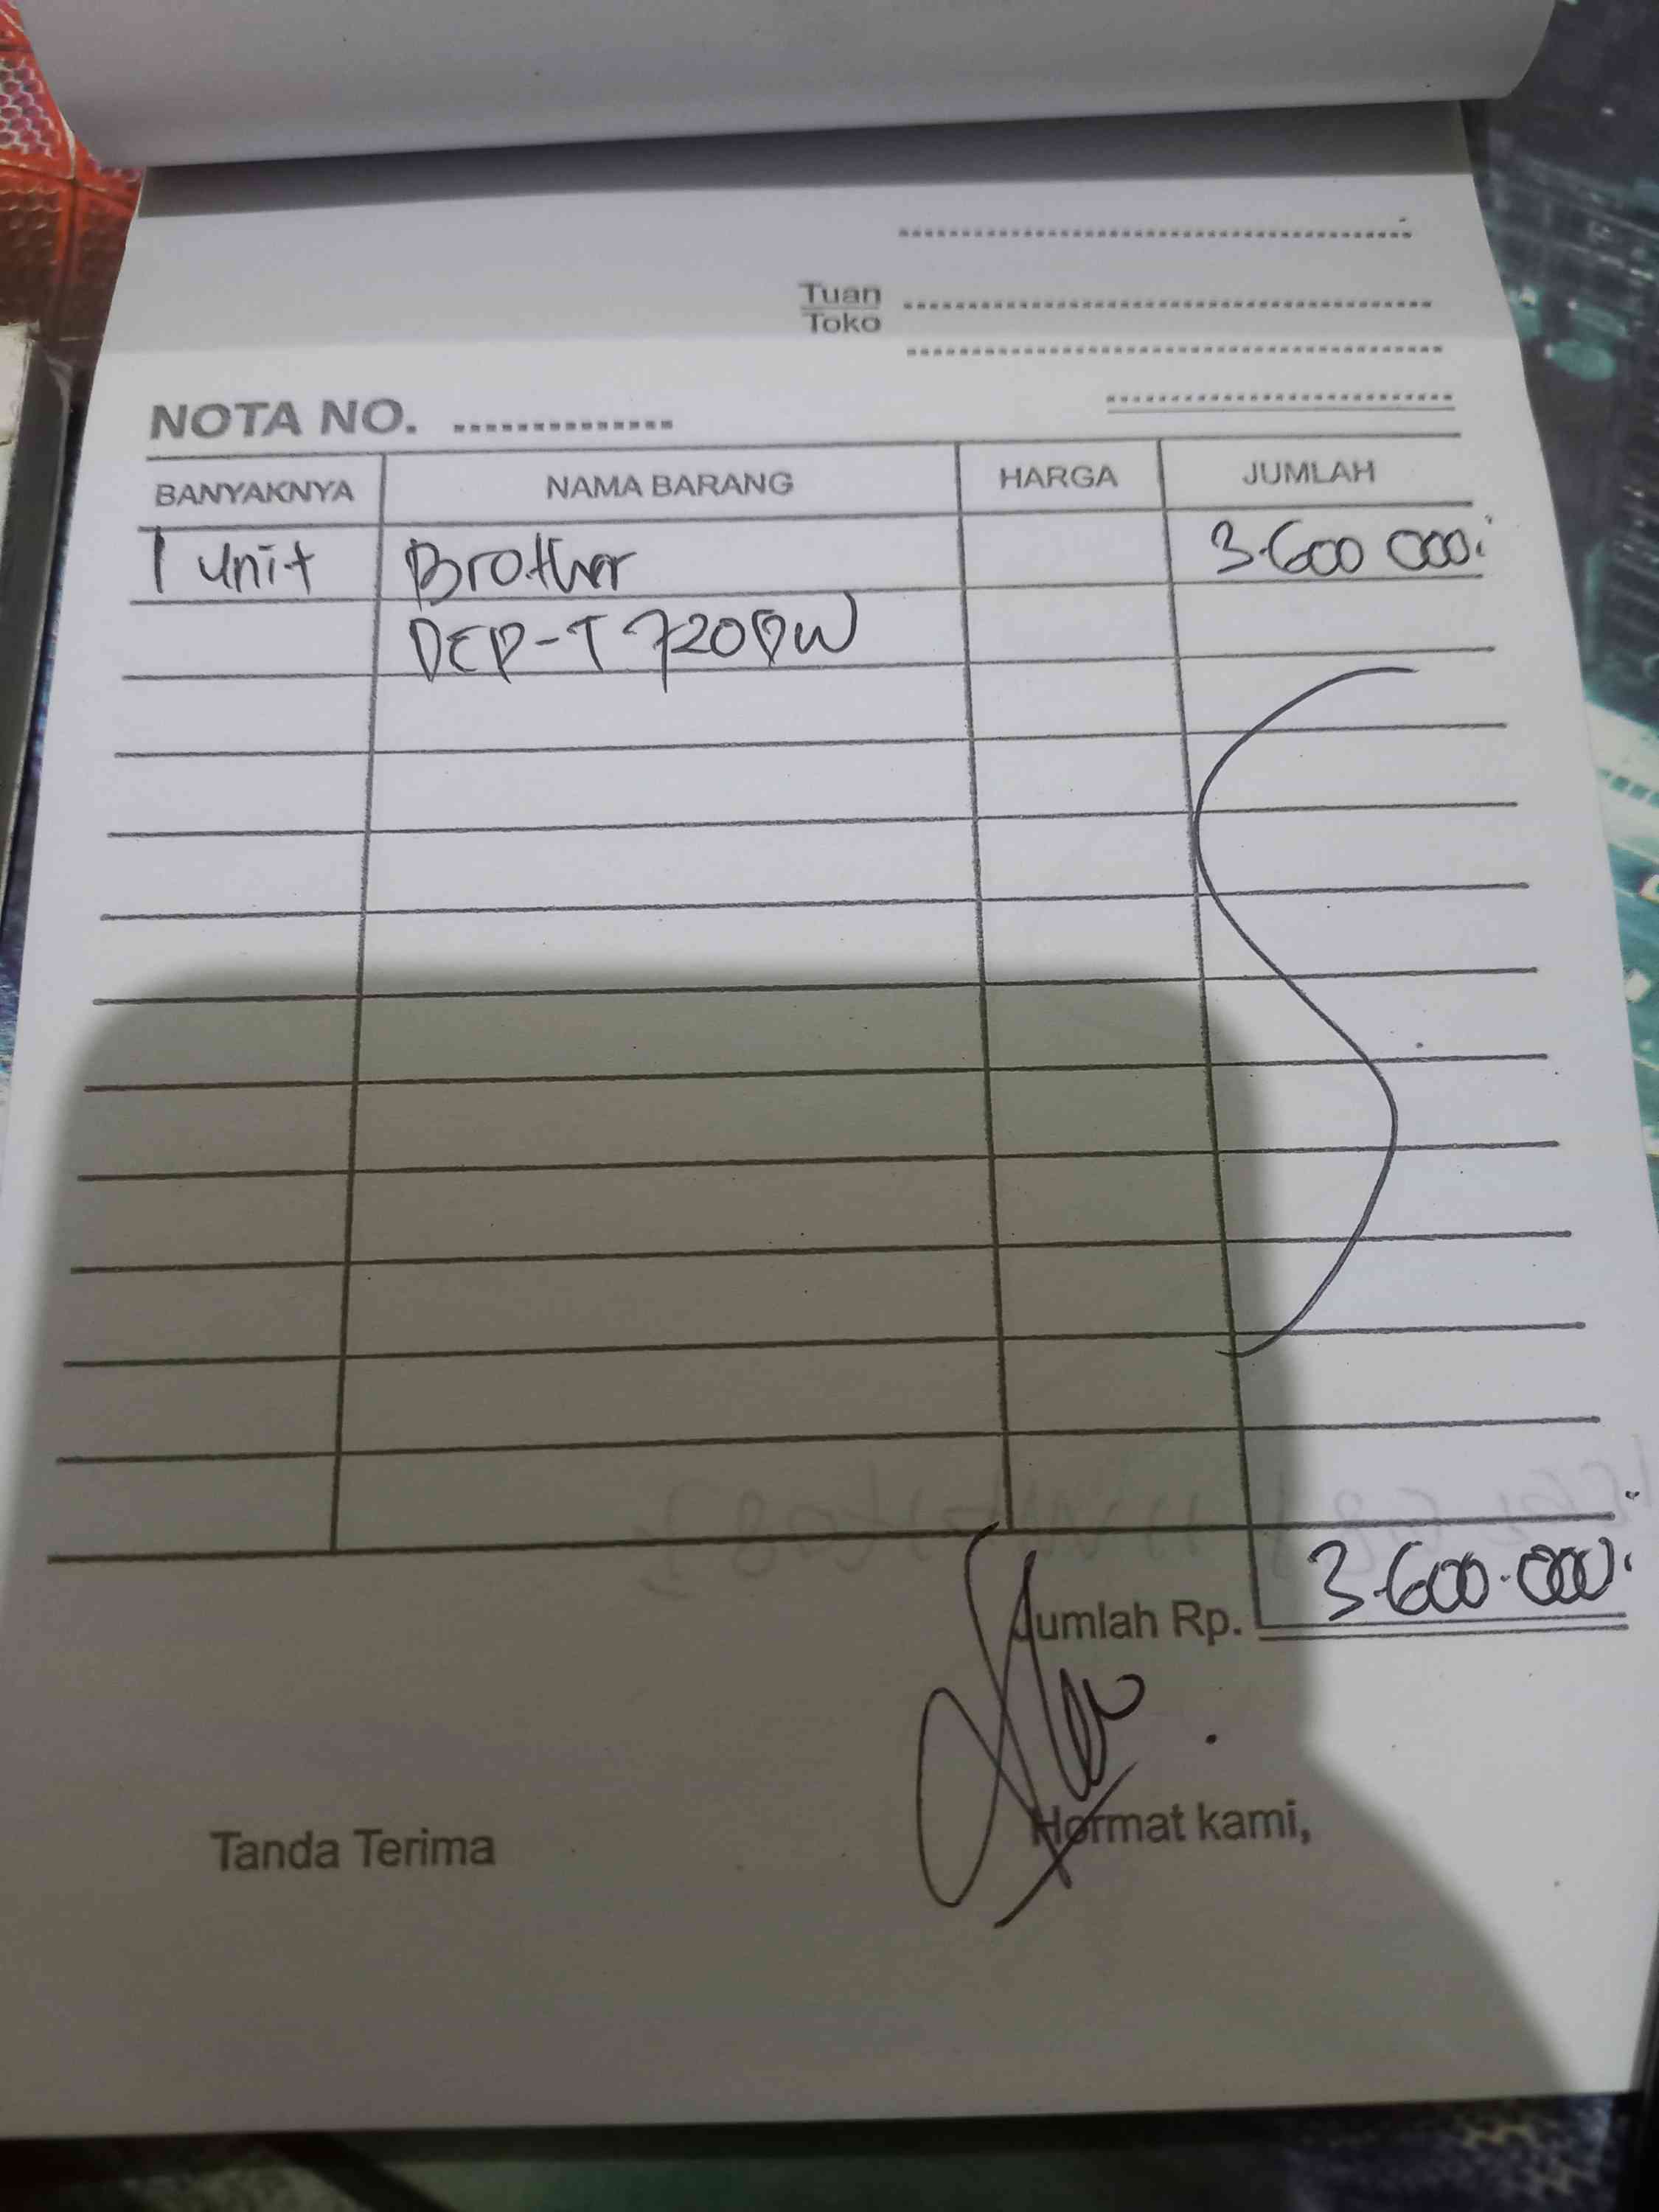 Tuan
Toko
NOTA NO. ..............
BANYAKNYA NAMA BARANG HARGA JUMLAH
1 unit Brother 3.600 000.
DCP-T720DW
Jumlah Rp. 3.600.000.
Tanda Terima Hormat kami,